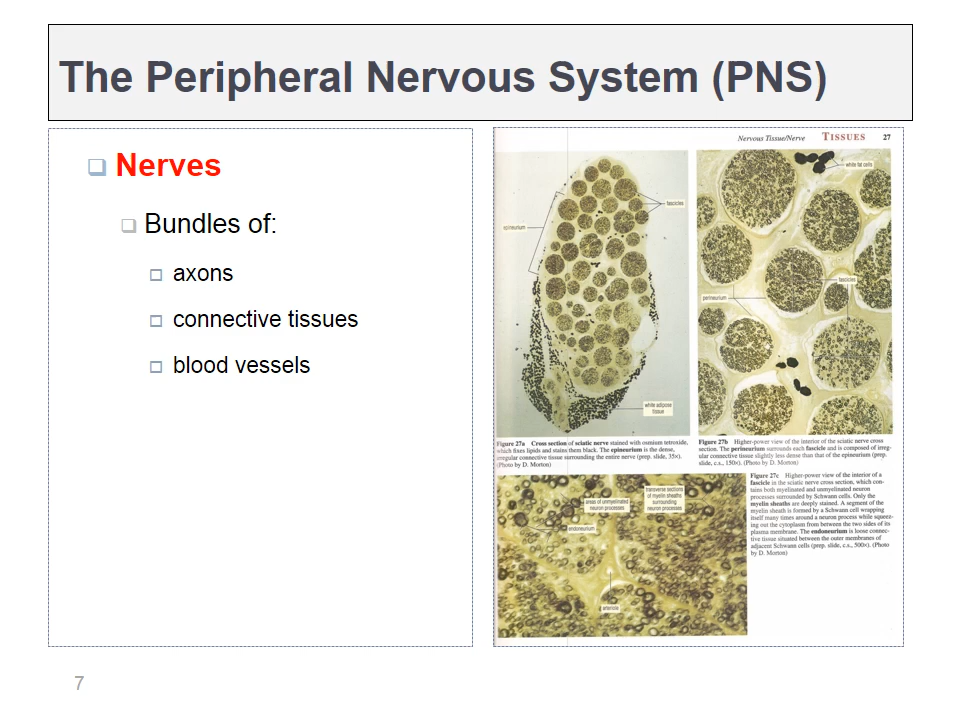 The Peripheral Nervous System (PNS)
Nerves
Bundles of:
axons
connective tissues
blood vessels
Nervous Tissue/Nerve TISSUES 27
epineurium
fascicles
white adipose
tissue
white fat cells
fascicles
perineurium
Figure 27a Cross section of sciatic nerve stained with osmium tetroxide,
which fixes lipids and stains them black. The epineurium is the dense,
irregular connective tissue surrounding the entire nerve (prep. slide, 35x).
(Photo by D. Morton)
Figure 27b Higher-power view of the interior of the sciatic nerve cross
section. The perineurium surrounds each fascicle and is composed of irreg-
ular connective tissue slightly less dense than that of the epineurium (prep.
slide, c.s., 150x). (Photo by D. Morton)
areas of unmyelinated
neuron processes
transverse sections
of myelin sheaths
surrounding
neuron processes
endoneurium
arteriole
Figure 27c Higher-power view of the interior of a
fascicle in the sciatic nerve cross section, which con-
tains both myelinated and unmyelinated neuron
processes surrounded by Schwann cells. Only the
myelin sheaths are deeply stained. A segment of the
myelin sheath is formed by a Schwann cell wrapping
itself many times around a neuron process while squeez-
ing out the cytoplasm from between the two sides of its
plasma membrane. The endoneurium is loose connec-
tive tissue situated between the outer membranes of
adjacent Schwann cells (prep. slide, c.s., 500x). (Photo
by D. Morton)
7